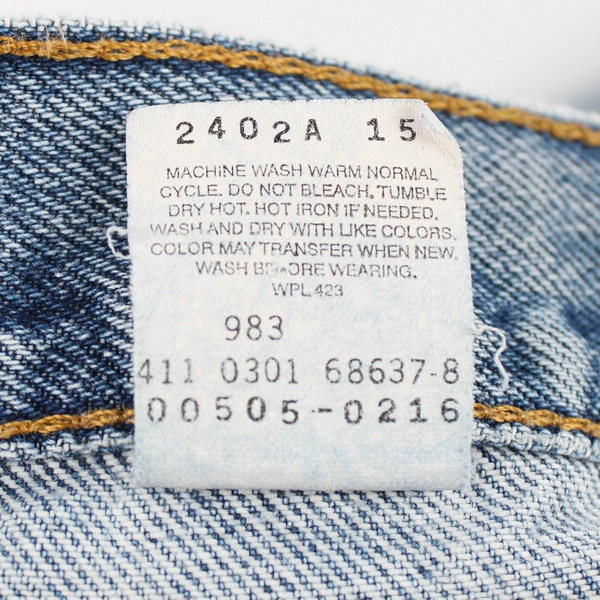 2402A 15
MACHINE WASH WARM NORMAL
CYCLE. DO NOT BLEACH. TUMBLE
DRY HOT. HOT IRON IF NEEDED.
WASH AND DRY WITH LIKE COLORS.
COLOR MAY TRANSFER WHEN NEW.
WASH BEFORE WEARING.
WPL 423
983
411 0301 68637-8
00505-0216